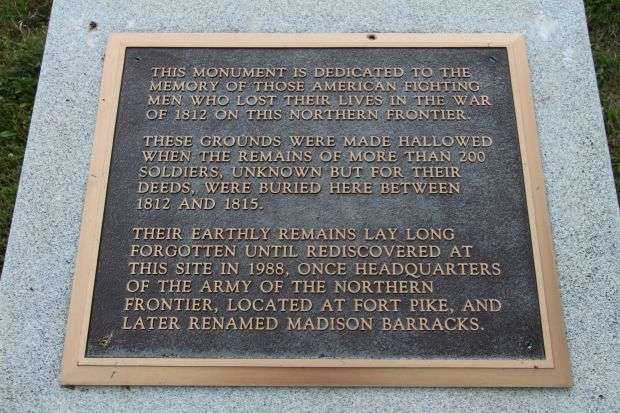 THIS MONUMENT IS DEDICATED TO THE
MEMORY OF THOSE AMERICAN FIGHTING
MEN WHO LOST THEIR LIVES IN THE WAR
OF 1812 ON THIS NORTHERN FRONTIER.
THESE GROUNDS WERE MADE HALLOWED
WHEN THE REMAINS OF MORE THAN 200
SOLDIERS, UNKNOWN BUT FOR THEIR
DEEDS, WERE BURIED HERE BETWEEN
1812 AND 1815.
THEIR EARTHLY REMAINS LAY LONG
FORGOTTEN UNTIL REDISCOVERED AT
THIS SITE IN 1988, ONCE HEADQUARTERS
OF THE ARMY OF THE NORTHERN
FRONTIER, LOCATED AT FORT PIKE, AND
LATER RENAMED MADISON BARRACKS.